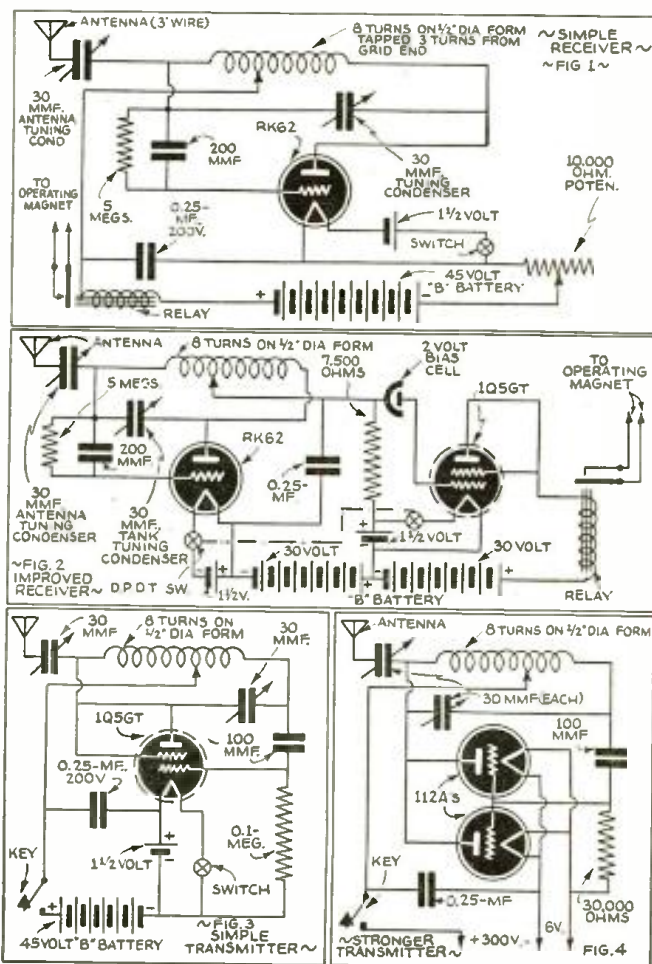 ANTENNA (3' WIRE)
8 TURNS ON 1/2" DIA FORM
TAPPED 3 TURNS FROM
GRID END
~SIMPLE
RECEIVER~
~FIG 1~
30
MMF.
ANTENNA
TUNING
COND
200
MMF
RK62
30
MMF.
TUNING
CONDENSER
10,000
OHM.
POTEN.
TO
OPERATING
MAGNET
5
MEGS.
0.25-
MF.
200V.
1 1/2 VOLT
SWITCH
45 VOLT
"B" BATTERY
+
-
RELAY
ANTENNA
8 TURNS ON 1/2" DIA FORM
7,500
OHMS
2 VOLT
BIAS
CELL
1Q5GT
TO
OPERATING
MAGNET
5 MEGS.
200
MMF
RK62
0.25-
MF
30
MMF
ANTENNA
TUNING
CONDENSER
30
MMF.
TANK
TUNING
CONDENSER
+
-
1 1/2 VOLT
~FIG. 2
IMPROVED
RECEIVER~
D.P.D.T SW.
-
+
1 1/2 V.
-
30 VOLT
+
-
30 VOLT
+
"B" BATTERY
RELAY
30
MMF
8 TURNS ON
1/2" DIA FORM
30
MMF.
1Q5GT
100
MMF
0.25-MF.
200V
+
-
1 1/2 VOLT
0.1-
MEG.
SWITCH
KEY
+
-
45 VOLT "B" BATTERY
~FIG. 3
SIMPLE
TRANSMITTER~
ANTENNA
8 TURNS ON 1/2" DIA FORM
30 MMF (EACH)
100
MMF
112A's
KEY
0.25-MF
30,000
OHMS
~STRONGER
TRANSMITTER~
+300V.-
6V.
FIG. 4